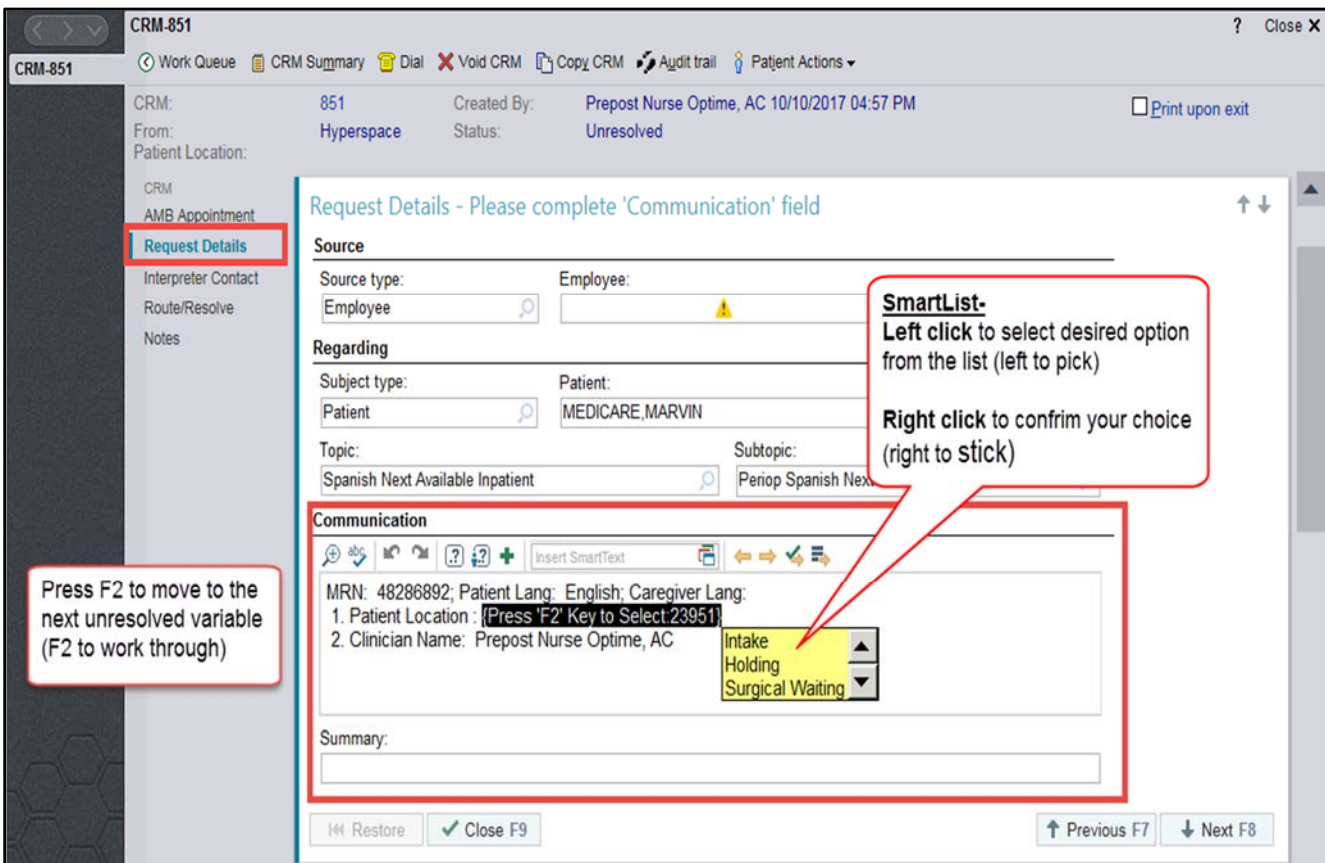 CRM-851
? Close X
CRM-851
Work Queue CRM Summary Dial Void CRM Copy CRM Audit trail Patient Actions
CRM: 851 Created By: Prepost Nurse Optime, AC 10/10/2017 04:57 PM
Print upon exit
From: Hyperspace Status: Unresolved
Patient Location:
CRM
AMB Appointment
Request Details
Interpreter Contact
Route/Resolve
Notes
Request Details - Please complete 'Communication' field
Source
Source type: Employee:
Employee
Regarding
Subject type: Patient:
Patient MEDICARE,MARVIN
Topic: Subtopic:
Spanish Next Available Inpatient Periop Spanish Nex
SmartList-
Left click to select desired option
from the list (left to pick)
Right click to confrim your choice
(right to stick)
Communication
abc Insert SmartText
MRN: 48286892; Patient Lang: English; Caregiver Lang:
1. Patient Location : {Press 'F2' Key to Select:23951}
2. Clinician Name: Prepost Nurse Optime, AC
Intake
Holding
Surgical Waiting
Press F2 to move to the
next unresolved variable
(F2 to work through)
Summary:
Restore Close F9 Previous F7 Next F8